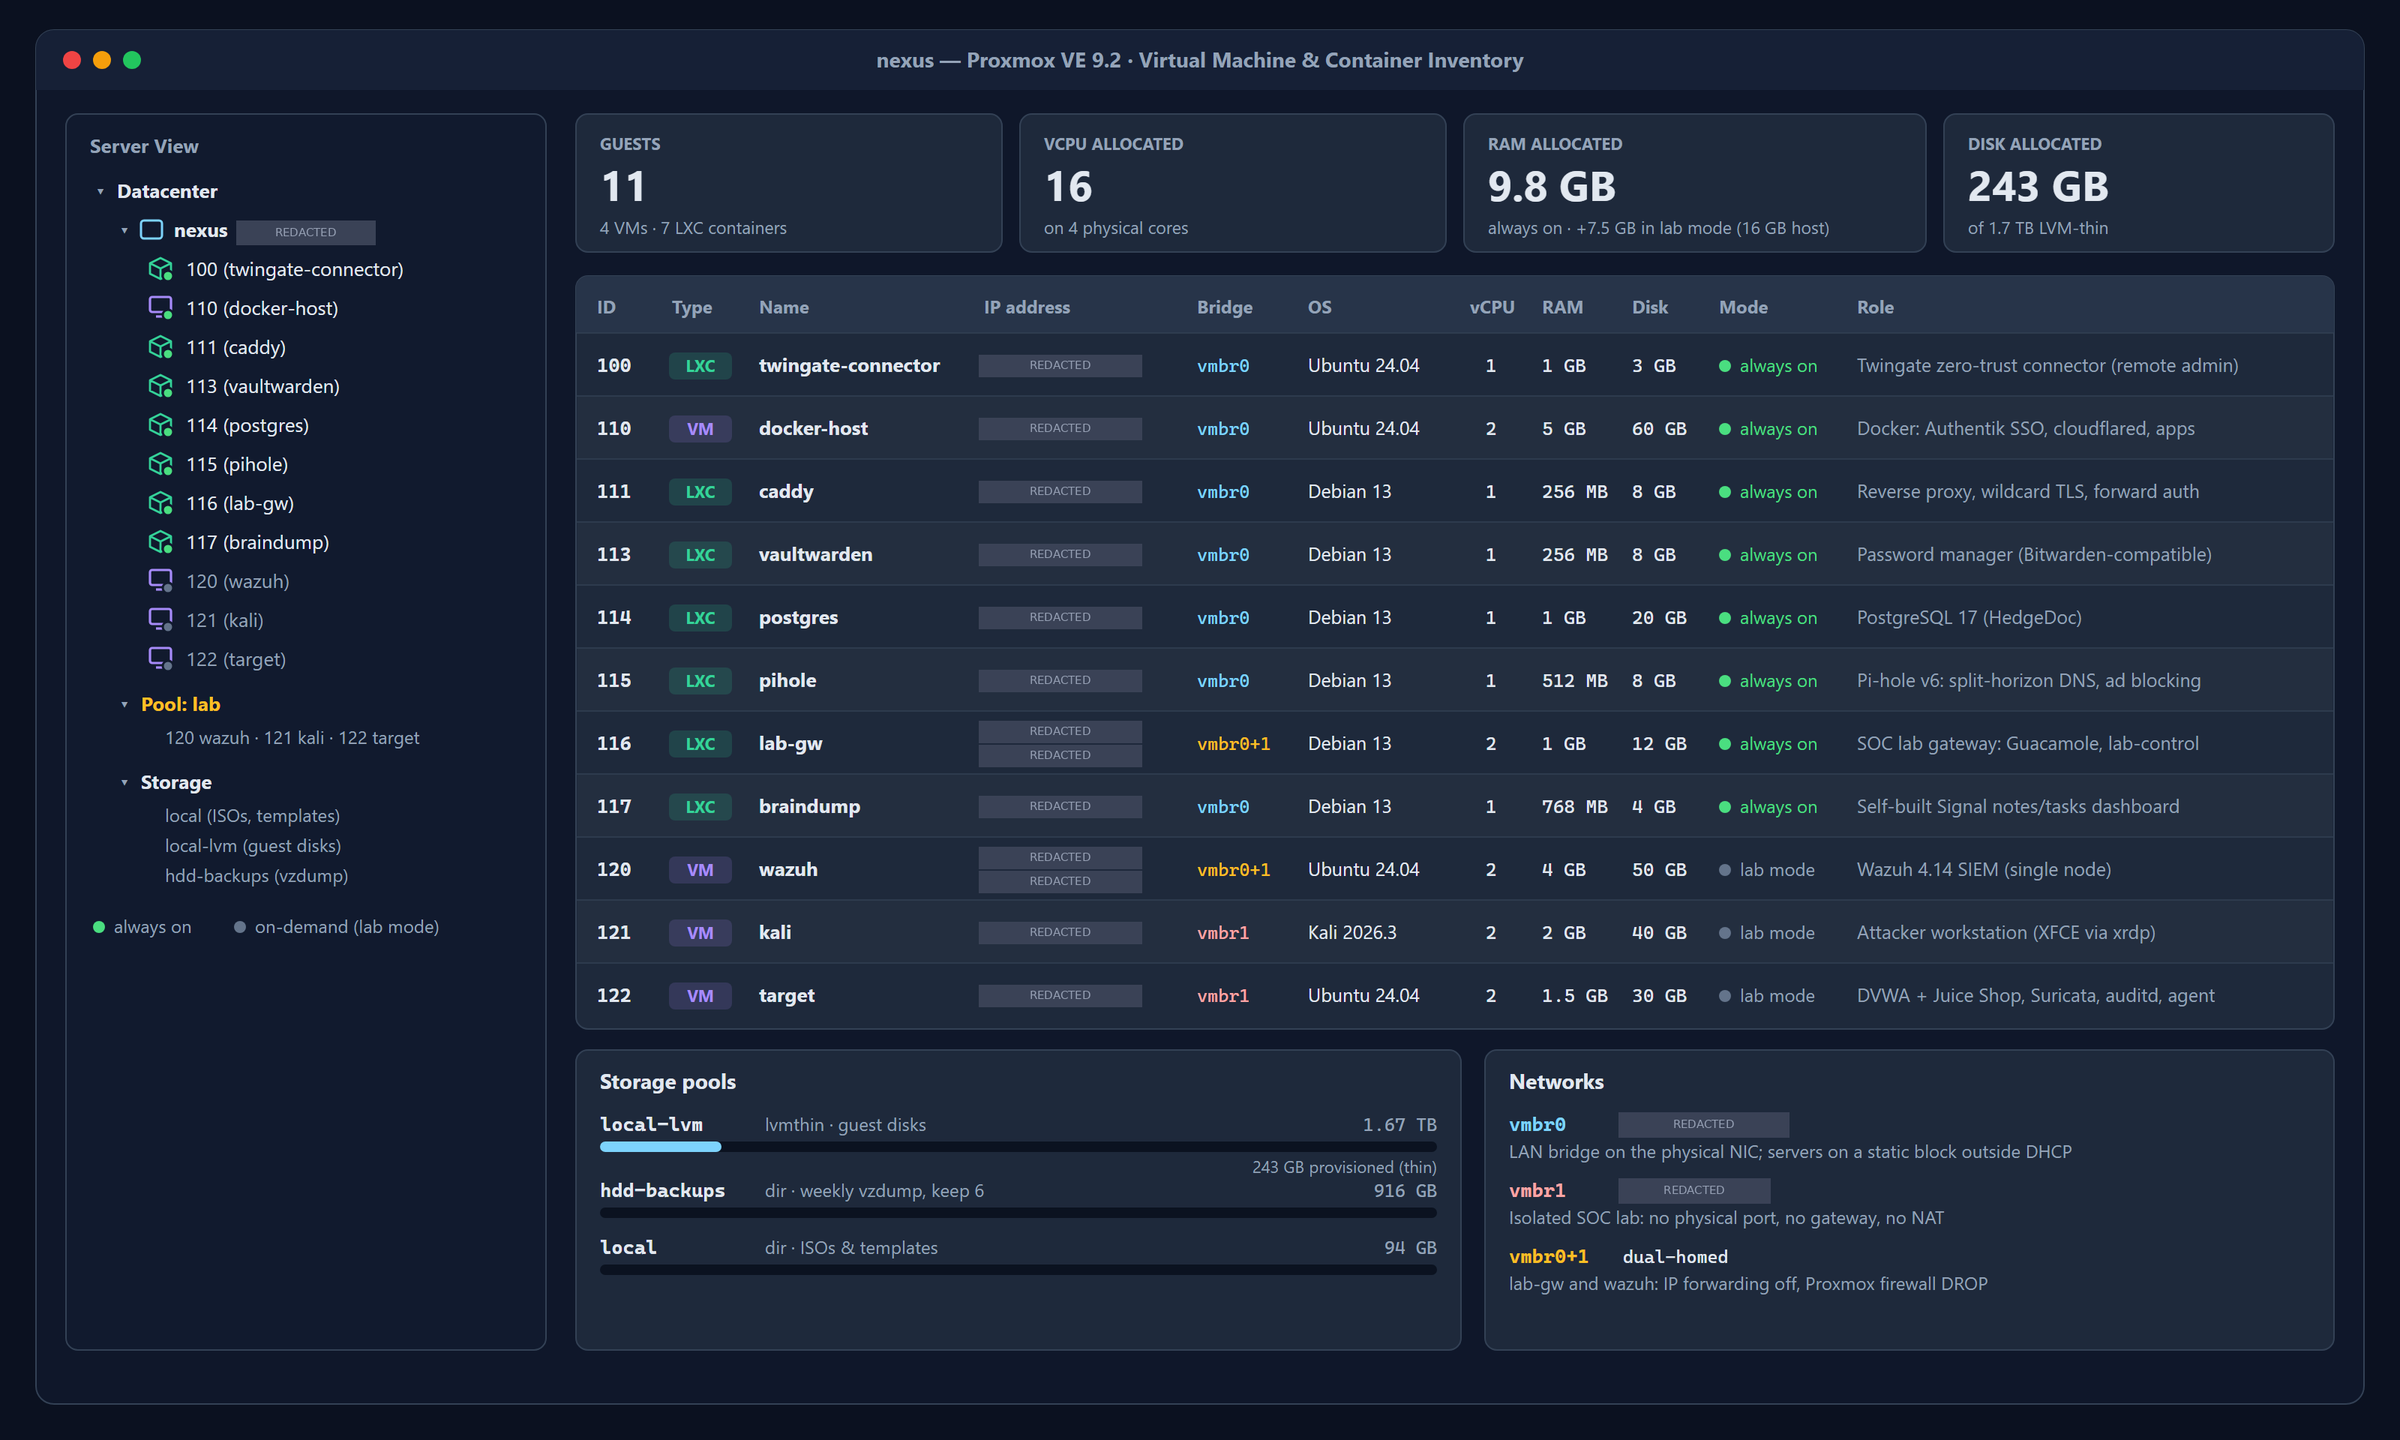 nexus — Proxmox VE 9.2 · Virtual Machine & Container Inventory
Server View
Datacenter
nexus REDACTED
100 (twingate-connector)
110 (docker-host)
111 (caddy)
113 (vaultwarden)
114 (postgres)
115 (pihole)
116 (lab-gw)
117 (braindump)
120 (wazuh)
121 (kali)
122 (target)
Pool: lab
120 wazuh · 121 kali · 122 target
Storage
local (ISOs, templates)
local-lvm (guest disks)
hdd-backups (vzdump)
always on on-demand (lab mode)
GUESTS
11
4 VMs · 7 LXC containers
VCPU ALLOCATED
16
on 4 physical cores
RAM ALLOCATED
9.8 GB
always on · +7.5 GB in lab mode (16 GB host)
DISK ALLOCATED
243 GB
of 1.7 TB LVM-thin
ID Type Name IP address Bridge OS vCPU RAM Disk Mode Role
100 LXC twingate-connector REDACTED vmbr0 Ubuntu 24.04 1 1 GB 3 GB always on Twingate zero-trust connector (remote admin)
110 VM docker-host REDACTED vmbr0 Ubuntu 24.04 2 5 GB 60 GB always on Docker: Authentik SSO, cloudflared, apps
111 LXC caddy REDACTED vmbr0 Debian 13 1 256 MB 8 GB always on Reverse proxy, wildcard TLS, forward auth
113 LXC vaultwarden REDACTED vmbr0 Debian 13 1 256 MB 8 GB always on Password manager (Bitwarden-compatible)
114 LXC postgres REDACTED vmbr0 Debian 13 1 1 GB 20 GB always on PostgreSQL 17 (HedgeDoc)
115 LXC pihole REDACTED vmbr0 Debian 13 1 512 MB 8 GB always on Pi-hole v6: split-horizon DNS, ad blocking
116 LXC lab-gw REDACTED REDACTED vmbr0+1 Debian 13 2 1 GB 12 GB always on SOC lab gateway: Guacamole, lab-control
117 LXC braindump REDACTED vmbr0 Debian 13 1 768 MB 4 GB always on Self-built Signal notes/tasks dashboard
120 VM wazuh REDACTED REDACTED vmbr0+1 Ubuntu 24.04 2 4 GB 50 GB lab mode Wazuh 4.14 SIEM (single node)
121 VM kali REDACTED vmbr1 Kali 2026.3 2 2 GB 40 GB lab mode Attacker workstation (XFCE via xrdp)
122 VM target REDACTED vmbr1 Ubuntu 24.04 2 1.5 GB 30 GB lab mode DVWA + Juice Shop, Suricata, auditd, agent
Storage pools
local-lvm lvmthin · guest disks 1.67 TB
243 GB provisioned (thin)
hdd-backups dir · weekly vzdump, keep 6 916 GB
local dir · ISOs & templates 94 GB
Networks
vmbr0 REDACTED
LAN bridge on the physical NIC; servers on a static block outside DHCP
vmbr1 REDACTED
Isolated SOC lab: no physical port, no gateway, no NAT
vmbr0+1 dual-homed
lab-gw and wazuh: IP forwarding off, Proxmox firewall DROP